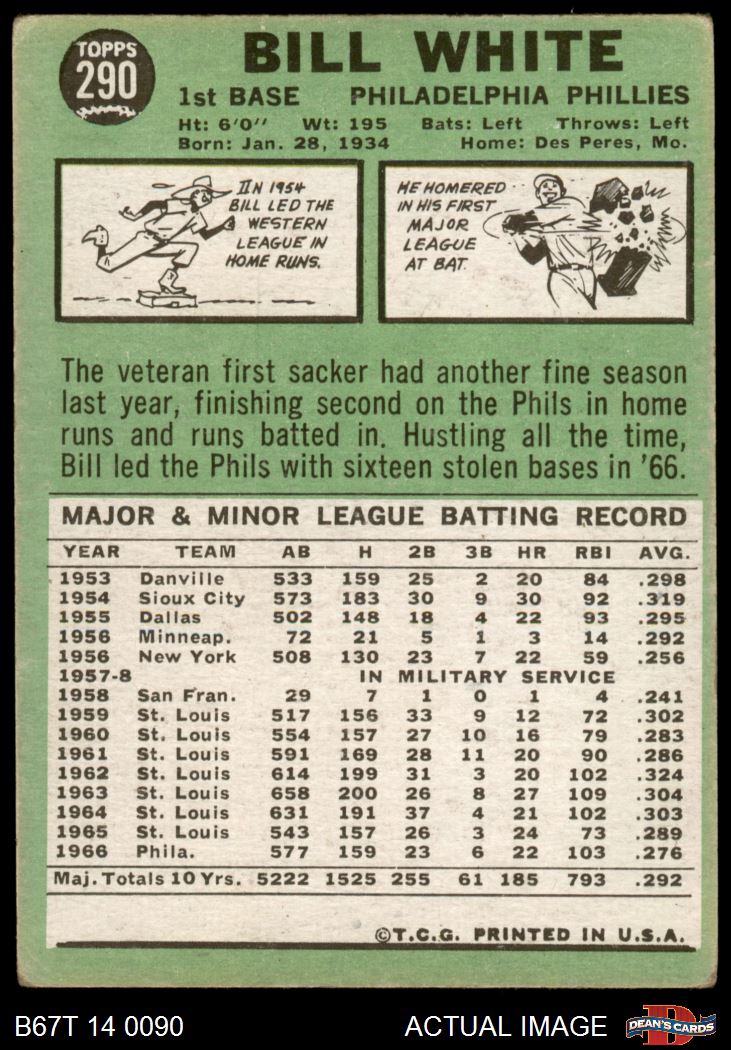 TOPPS
290
BILL WHITE
1st BASE PHILADELPHIA PHILLIES
Ht: 6'0" Wt: 195 Bats: Left Throws: Left
Born: Jan. 28, 1934 Home: Des Peres, Mo.
IN 1954
BILL LED THE
WESTERN
LEAGUE IN
HOME RUNS.
HE HOMERED
IN HIS FIRST
MAJOR
LEAGUE
AT BAT.
The veteran first sacker had another fine season
last year, finishing second on the Phils in home
runs and runs batted in. Hustling all the time,
Bill led the Phils with sixteen stolen bases in '66.
MAJOR & MINOR LEAGUE BATTING RECORD
YEAR TEAM AB H 2B 3B HR RBI AVG.
1953 Danville 533 159 25 2 20 84 .298
1954 Sioux City 573 183 30 9 30 92 .319
1955 Dallas 502 148 18 4 22 93 .295
1956 Minneap. 72 21 5 1 3 14 .292
1956 New York 508 130 23 7 22 59 .256
1957-8 IN MILITARY SERVICE
1958 San Fran. 29 7 1 0 1 4 .241
1959 St. Louis 517 156 33 9 12 72 .302
1960 St. Louis 554 157 27 10 16 79 .283
1961 St. Louis 591 169 28 11 20 90 .286
1962 St. Louis 614 199 31 3 20 102 .324
1963 St. Louis 658 200 26 8 27 109 .304
1964 St. Louis 631 191 37 4 21 102 .303
1965 St. Louis 543 157 26 3 24 73 .289
1966 Phila. 577 159 23 6 22 103 .276
Maj. Totals 10 Yrs. 5222 1525 255 61 185 793 .292
©T.C.G. PRINTED IN U.S.A.
B67T 14 0090 ACTUAL IMAGE
D
DEAN'S CARDS
www.deanscards.com